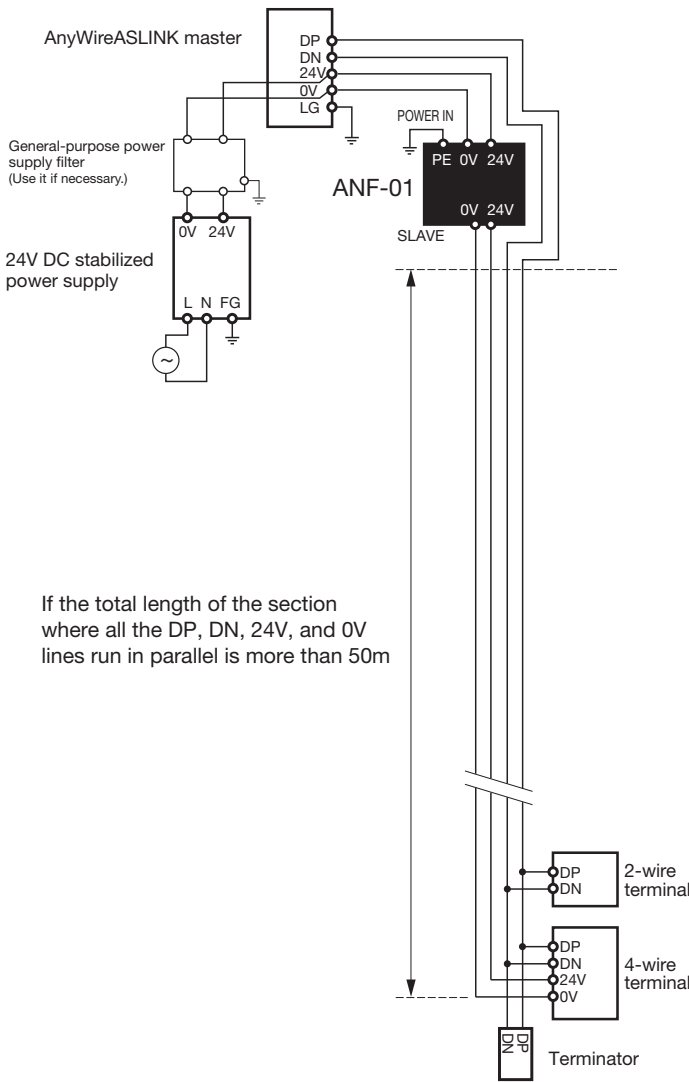 AnyWireASLINK master
DP
DN
24V
0V
LG
POWER IN
General-purpose power
supply filter
(Use it if necessary.)
PE 0V 24V
ANF-01
0V 24V
SLAVE
0V 24V
24V DC stabilized
power supply
L N FG
~
If the total length of the section
where all the DP, DN, 24V, and 0V
lines run in parallel is more than 50m
DP
DN
2-wire
terminal
DP
DN
24V
0V
4-wire
terminal
DN
DP
Terminator